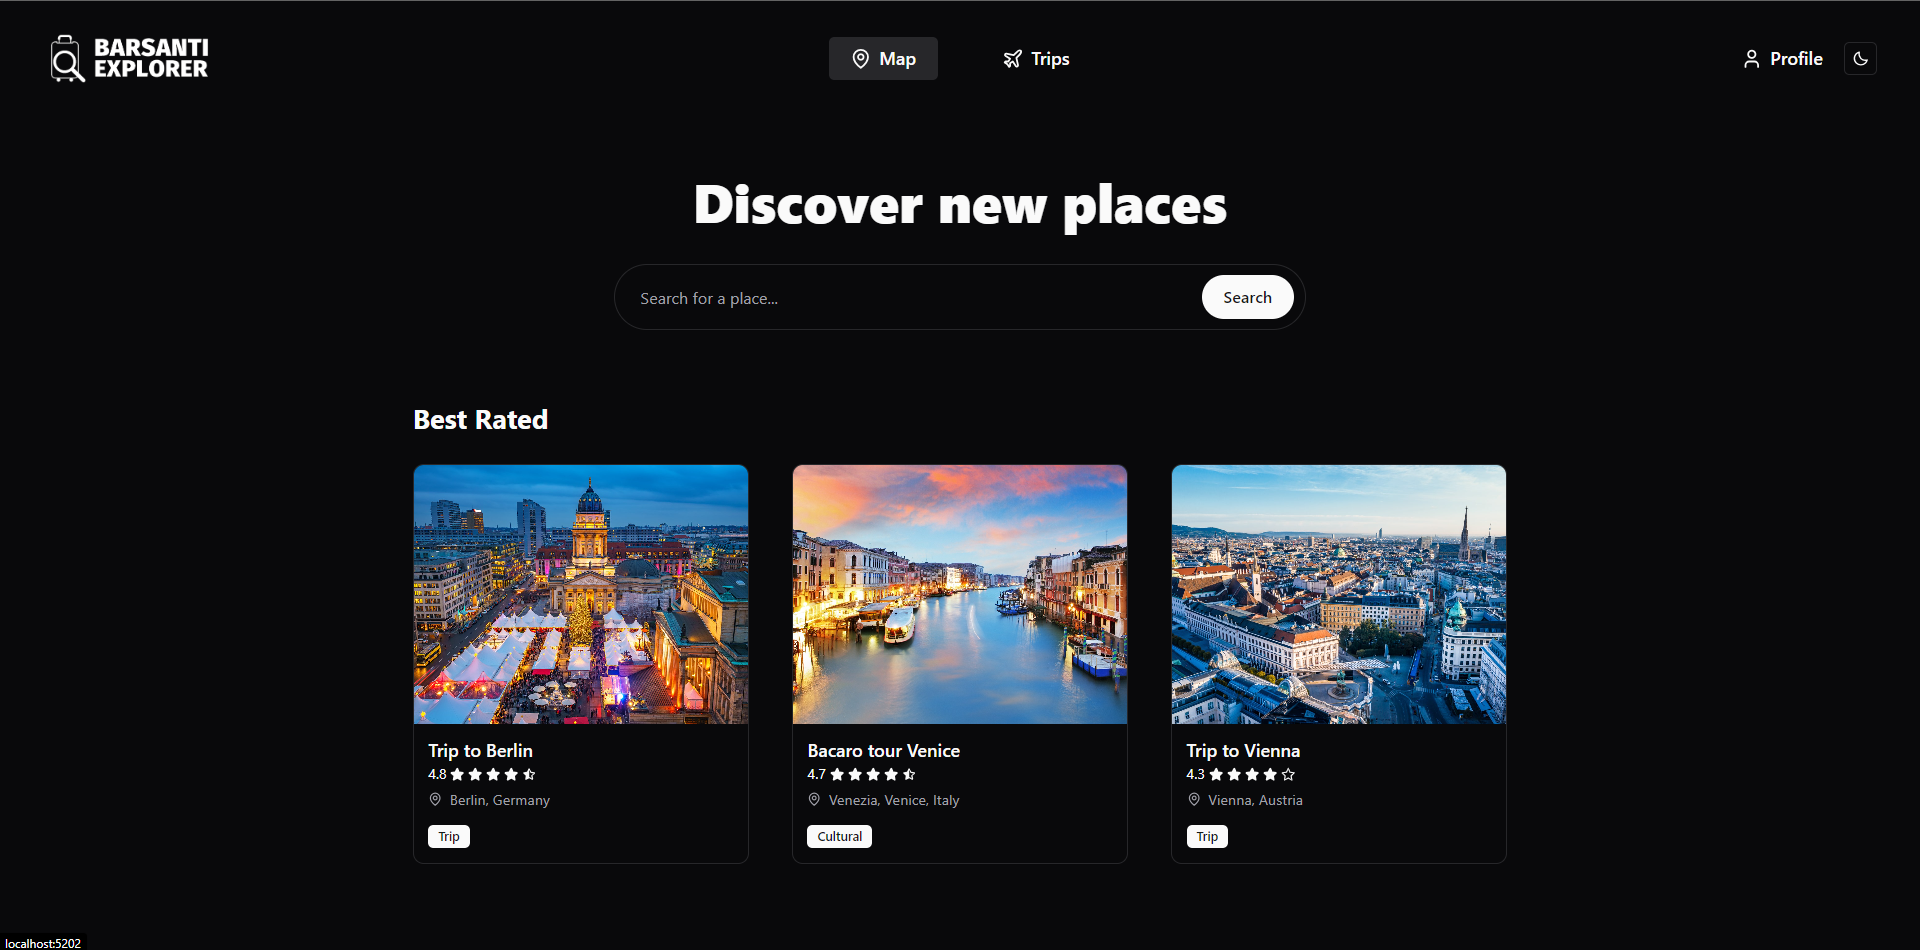 BARSANTI
EXPLORER
Map
Trips
Profile
Discover new places
Search for a place...
Search
Best Rated
Trip to Berlin
4.8
Berlin, Germany
Trip
Bacaro tour Venice
4.7
Venezia, Venice, Italy
Cultural
Trip to Vienna
4.3
Vienna, Austria
Trip
localhost:5202